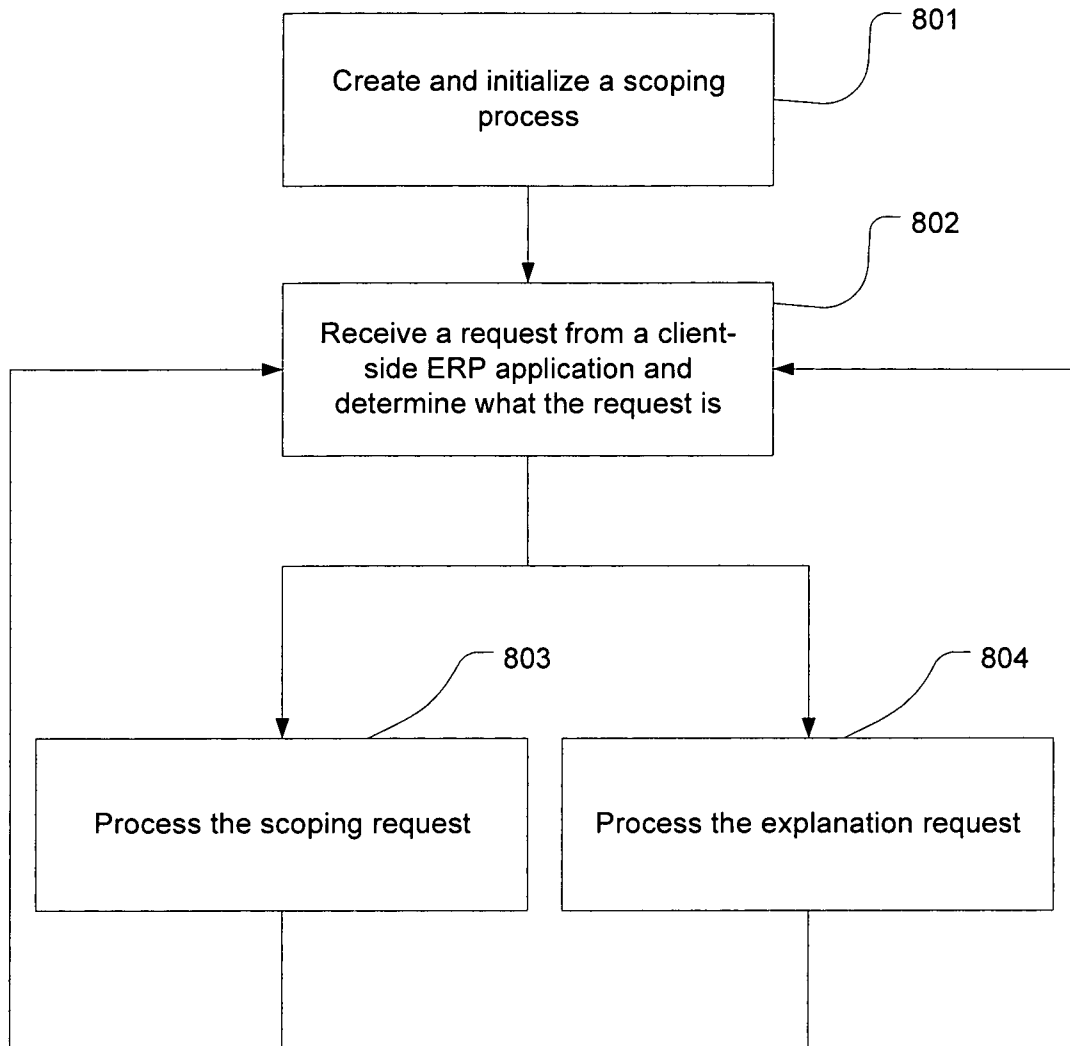 801
Create and initialize a scoping
process
802
Receive a request from a client-
side ERP application and
determine what the request is
803
804
Process the scoping request
Process the explanation request